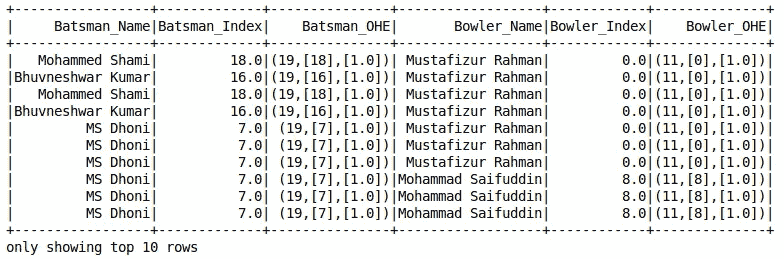 +-----------------+-------------+---------------+-------------------+------------+--------------+
|     Batsman_Name|Batsman_Index|    Batsman_OHE|        Bowler_Name|Bowler_Index|    Bowler_OHE|
+-----------------+-------------+---------------+-------------------+------------+--------------+
|   Mohammed Shami|         18.0|(19,[18],[1.0])|  Mustafizur Rahman|         0.0|(11,[0],[1.0])|
|Bhuvneshwar Kumar|         16.0|(19,[16],[1.0])|  Mustafizur Rahman|         0.0|(11,[0],[1.0])|
|   Mohammed Shami|         18.0|(19,[18],[1.0])|  Mustafizur Rahman|         0.0|(11,[0],[1.0])|
|Bhuvneshwar Kumar|         16.0|(19,[16],[1.0])|  Mustafizur Rahman|         0.0|(11,[0],[1.0])|
|         MS Dhoni|          7.0| (19,[7],[1.0])|  Mustafizur Rahman|         0.0|(11,[0],[1.0])|
|         MS Dhoni|          7.0| (19,[7],[1.0])|  Mustafizur Rahman|         0.0|(11,[0],[1.0])|
|         MS Dhoni|          7.0| (19,[7],[1.0])|  Mustafizur Rahman|         0.0|(11,[0],[1.0])|
|         MS Dhoni|          7.0| (19,[7],[1.0])|Mohammad Saifuddin|         8.0|(11,[8],[1.0])|
|         MS Dhoni|          7.0| (19,[7],[1.0])|Mohammad Saifuddin|         8.0|(11,[8],[1.0])|
|         MS Dhoni|          7.0| (19,[7],[1.0])|Mohammad Saifuddin|         8.0|(11,[8],[1.0])|
+-----------------+-------------+---------------+-------------------+------------+--------------+
only showing top 10 rows